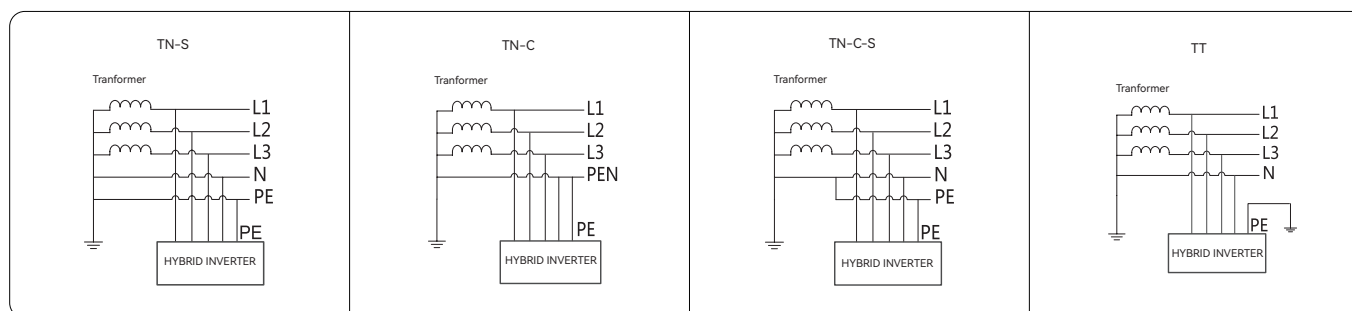 TN-S
Tranformer
L1
L2
L3
N
PE
PE
HYBRID INVERTER
TN-C
Tranformer
L1
L2
L3
PEN
PE
HYBRID INVERTER
TN-C-S
Tranformer
L1
L2
L3
N
PE
PE
HYBRID INVERTER
TT
Tranformer
L1
L2
L3
N
PE
HYBRID INVERTER